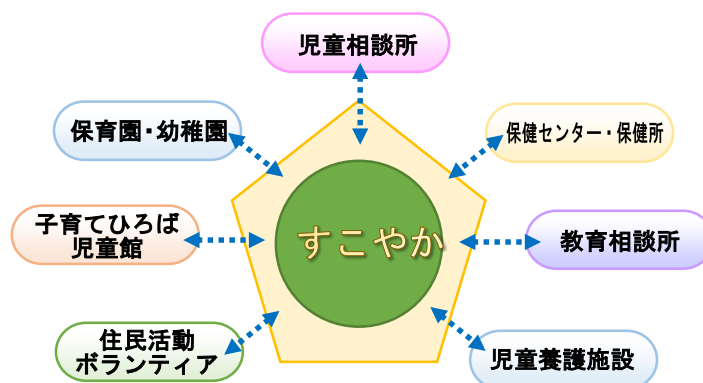 児童相談所
保育園・幼稚園
保健センター・保健所
子育てひろば
児童館
すこやか
教育相談所
住民活動
ボランティア
児童養護施設